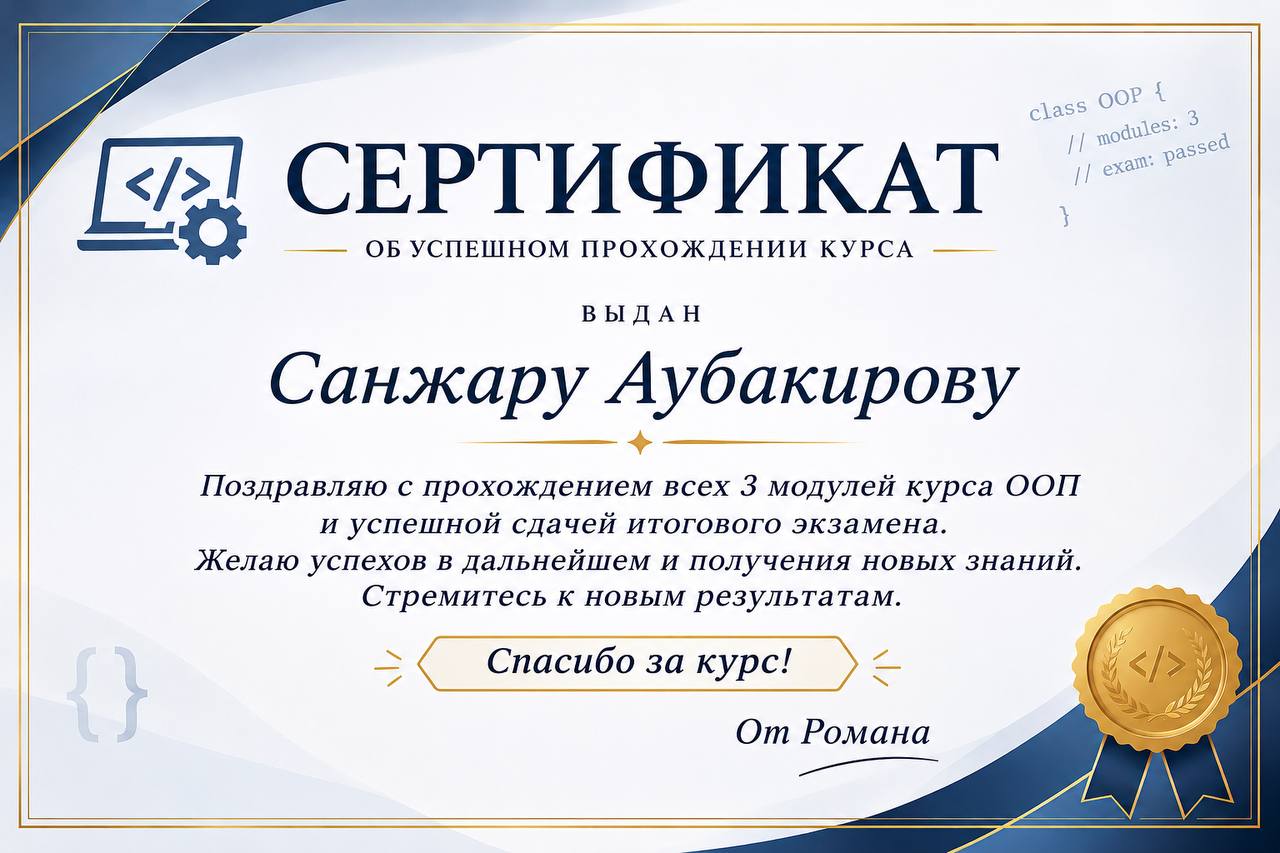 class OOP {
// modules: 3
// exam: passed
}
</>
СЕРТИФИКАТ
ОБ УСПЕШНОМ ПРОХОЖДЕНИИ КУРСА
ВЫДАН
Санжару Аубакирову
Поздравляю с прохождением всех 3 модулей курса ООП
и успешной сдачей итогового экзамена.
Желаю успехов в дальнейшем и получения новых знаний.
Стремитесь к новым результатам.
Спасибо за курс!
{}
</>
От Романа